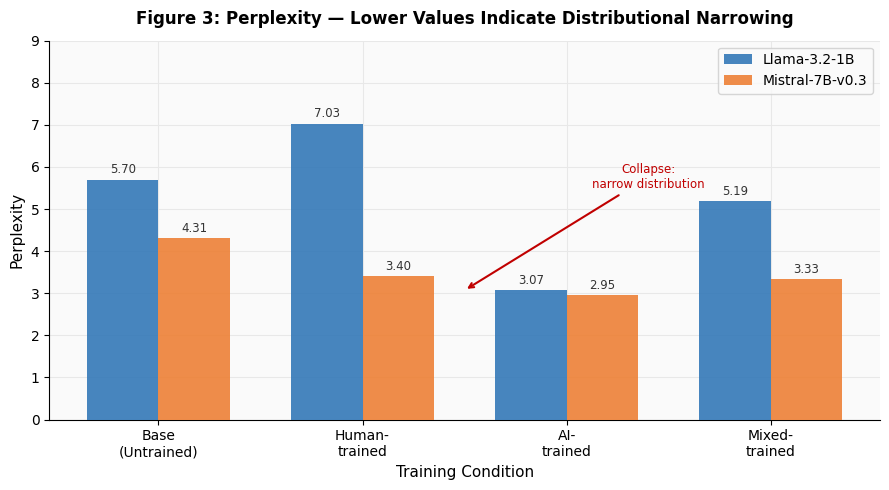 Figure 3: Perplexity — Lower Values Indicate Distributional Narrowing
Llama-3.2-1B
Mistral-7B-v0.3
Perplexity
9
8
7
6
5
4
3
2
1
0
5.70
4.31
7.03
3.40
Collapse:
narrow distribution
3.07
2.95
5.19
3.33
Base
(Untrained)
Human-
trained
AI-
trained
Mixed-
trained
Training Condition